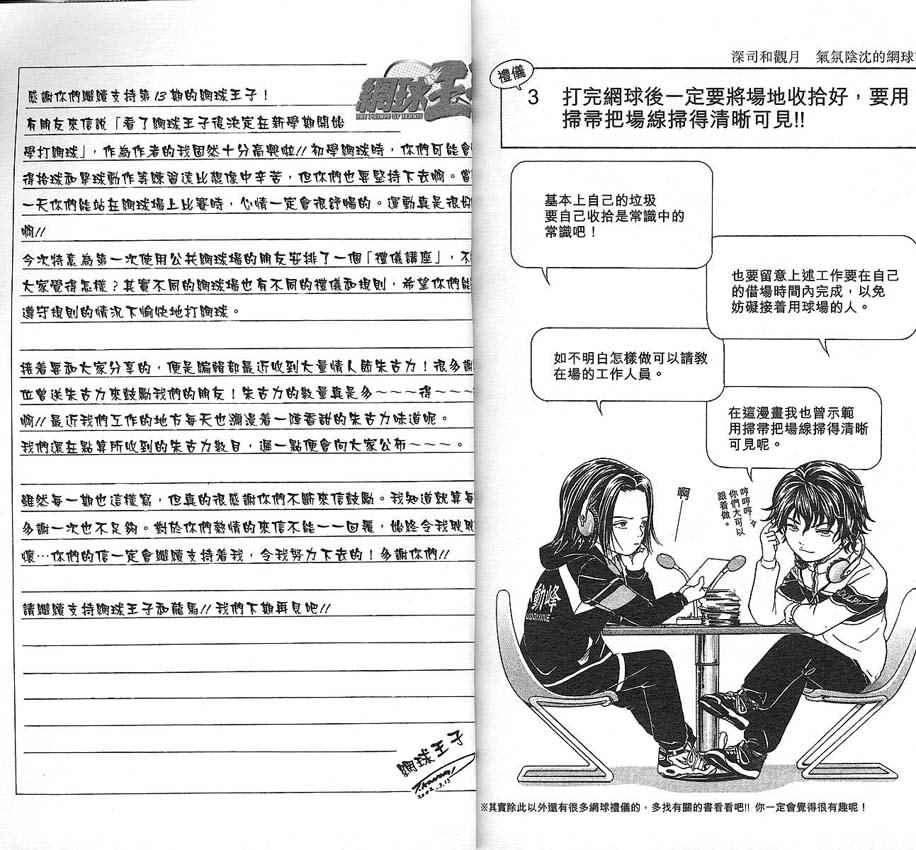 網球王子
THE PRINCE OF TENNIS
感謝你們繼續支持第13期的網球王子！
有朋友來信說「看了網球王子後決定在新學期開始
學打網球」，作為作者的我固然十分高興啦!!初學網球時，你們可能會
得拾球和單球動作等練習遠比想像中辛苦，但你們也要堅持下去啊。當
一天你們能站在網球場上比賽時，心情一定會很舒暢的。運動真是很好
啊!!
今次特意為第一次使用公共網球場的朋友安排了一個「禮儀講座」，不
大家覺得怎樣？其實不同的網球場也有不同的禮儀和規則，希望你們能
遵守規則的情況下愉快地打網球。
接着要和大家分享的，便是編輯部最近收到大量情人節朱古力！很多謝
位曾送朱古力來鼓勵我們的朋友！朱古力的數量真是多～～～得～～～
啊!!最近我們工作的地方每天也瀰漫着一陣香甜的朱古力味道呢。
我們還在點算所收到的朱古力數目，遲一點便會向大家公布～～～。
雖然每一期也這樣寫，但真的很感謝你們不斷來信鼓勵。我知道就算每
多謝一次也不足夠。對於你們熱情的來信不能一一回覆，始終令我耿耿
懷…你們的信一定會繼續支持着我，令我努力下去的！多謝你們!!
請繼續支持網球王子和龍馬!!我們下期再見吧!!
網球王子
2002.3.13
深司和觀月　氣氛陰沈的網球
禮儀
3　打完網球後一定要將場地收拾好，要用
掃帚把場線掃得清晰可見!!
基本上自己的垃圾
要自己收拾是常識中的
常識吧！
也要留意上述工作要在自己
的借場時間內完成，以免
妨礙接着用球場的人。
如不明白怎樣做可以請教
在場的工作人員。
在這漫畫我也曾示範
用掃帚把場線掃得清晰
可見呢。
啊
哼哼哼，
你們大可以
跟着做。
動峰
※其實除此以外還有很多網球禮儀的。多找有關的書看看吧!! 你一定會覺得很有趣呢！